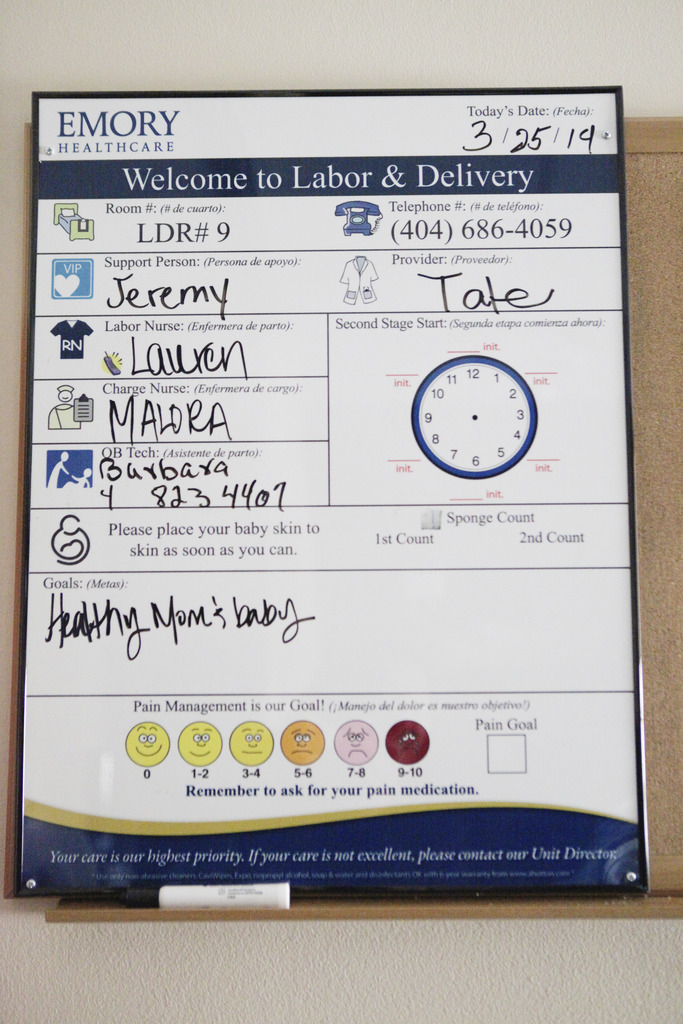 EMORY
HEALTHCARE
Today's Date: (Fecha):
3/25/14
Welcome to Labor & Delivery
Room #: (# de cuarto):
LDR# 9
Telephone #: (# de teléfono):
(404) 686-4059
VIP
Support Person: (Persona de apoyo):
Jeremy
Provider: (Proveedor):
Tate
RN
Labor Nurse: (Enfermera de parto):
Lauren
Charge Nurse: (Enfermera de cargo):
MALORA
OB Tech: (Asistente de parto):
Barbara
4 823 4407
Second Stage Start: (Segunda etapa comienza ahora):
init.
init.
init.
init.
init.
init.
12
1
2
3
4
5
6
7
8
9
10
11
Please place your baby skin to
skin as soon as you can.
Sponge Count
1st Count 2nd Count
Goals: (Metas):
Healthy Mom & baby
Pain Management is our Goal! (¡Manejo del dolor es nuestro objetivo!)
0 1-2 3-4 5-6 7-8 9-10
Pain Goal
Remember to ask for your pain medication.
Your care is our highest priority. If your care is not excellent, please contact our Unit Director.